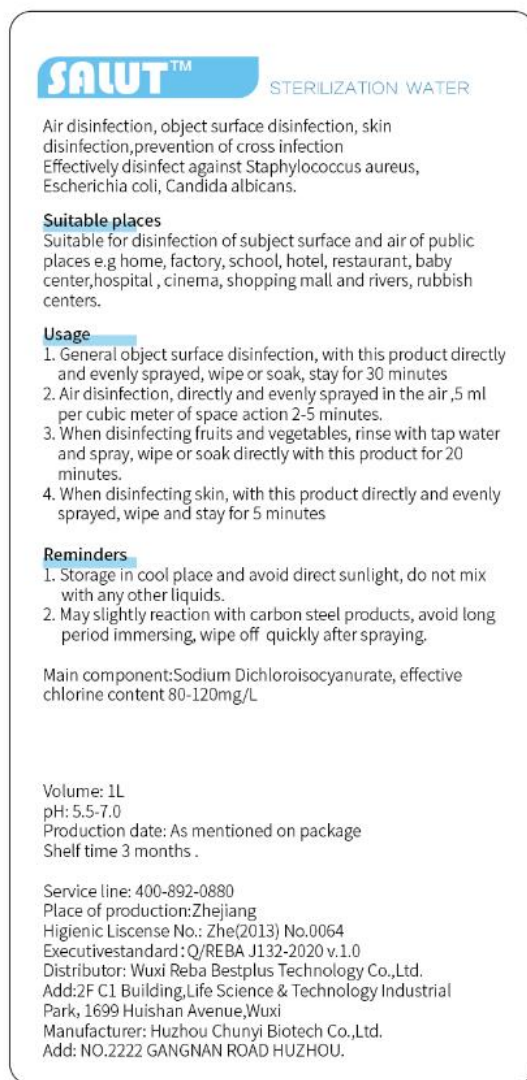 SALUT™
STERILIZATION WATER
Air disinfection, object surface disinfection, skin
disinfection,prevention of cross infection
Effectively disinfect against Staphylococcus aureus,
Escherichia coli, Candida albicans.
Suitable places
Suitable for disinfection of subject surface and air of public
places e.g home, factory, school, hotel, restaurant, baby
center,hospital , cinema, shopping mall and rivers, rubbish
centers.
Usage
1. General object surface disinfection, with this product directly
and evenly sprayed, wipe or soak, stay for 30 minutes
2. Air disinfection, directly and evenly sprayed in the air ,5 ml
per cubic meter of space action 2-5 minutes.
3. When disinfecting fruits and vegetables, rinse with tap water
and spray, wipe or soak directly with this product for 20
minutes.
4. When disinfecting skin, with this product directly and evenly
sprayed, wipe and stay for 5 minutes
Reminders
1. Storage in cool place and avoid direct sunlight, do not mix
with any other liquids.
2. May slightly reaction with carbon steel products, avoid long
period immersing, wipe off quickly after spraying.
Main component:Sodium Dichloroisocyanurate, effective
chlorine content 80-120mg/L
Volume: 1L
pH: 5.5-7.0
Production date: As mentioned on package
Shelf time 3 months .
Service line: 400-892-0880
Place of production:Zhejiang
Higienic Liscense No.: Zhe(2013) No.0064
Executivestandard：Q/REBA J132-2020 v.1.0
Distributor: Wuxi Reba Bestplus Technology Co.,Ltd.
Add:2F C1 Building,Life Science & Technology Industrial
Park，1699 Huishan Avenue,Wuxi
Manufacturer: Huzhou Chunyi Biotech Co.,Ltd.
Add: NO.2222 GANGNAN ROAD HUZHOU.